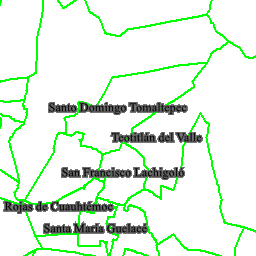 Santo Domingo Tomaltepec
Teotitlán del Valle
San Francisco Lachigoló
Rojas de Cuauhtémoc
Santa María Guelacé